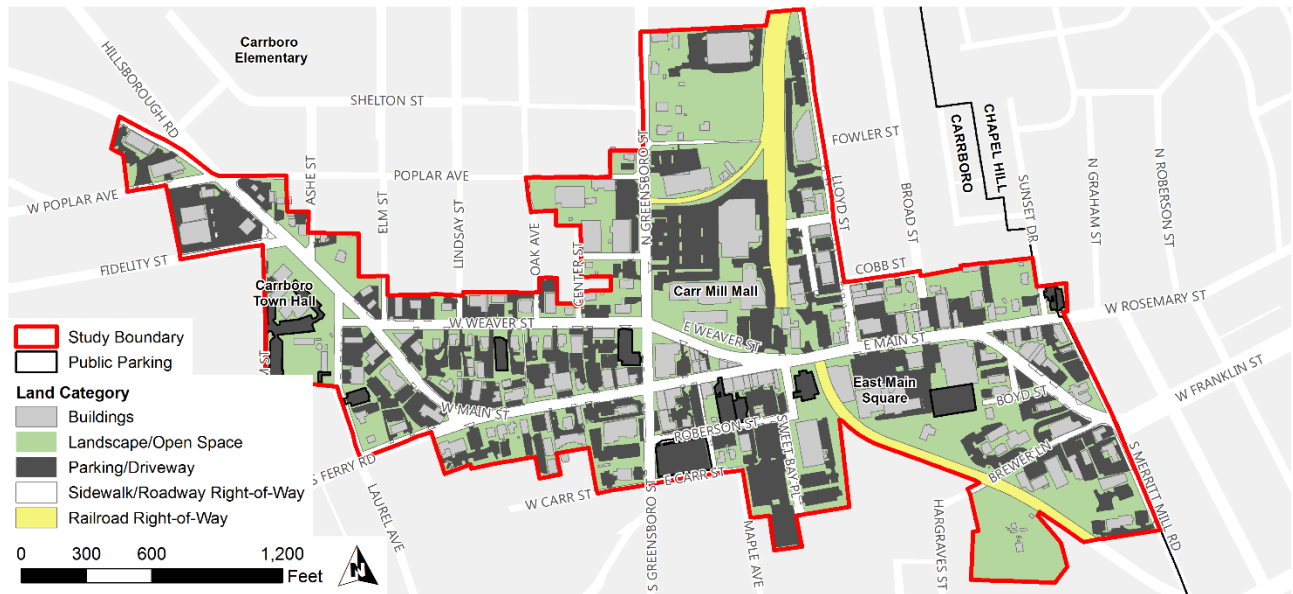 Carrboro
Elementary
HILLSBOROUGH RD
SHELTON ST
FOWLER ST
CHAPEL HILL
CARRBORO
ASHE ST
POPLAR AVE
N GREENSBORO ST
W POPLAR AVE
ELM ST
LINDSAY ST
OAK AVE
CENTER ST
LLOYD ST
BROAD ST
SUNSET DR
N GRAHAM ST
N ROBERSON ST
FIDELITY ST
COBB ST
Carrboro
Town Hall
Carr Mill Mall
W ROSEMARY ST
W WEAVER ST
E WEAVER ST
E MAIN ST
East Main
Square
W FRANKLIN ST
BOYD ST
W MAIN ST
ROBERSON ST
SWEET BAY PL
S FERRY RD
E CARR ST
W CARR ST
BREWER LN
S MERRITT MILL RD
LAUREL AVE
S GREENSBORO ST
MAPLE AVE
HARGRAVES ST
M ST
Study Boundary
Public Parking
Land Category
Buildings
Landscape/Open Space
Parking/Driveway
Sidewalk/Roadway Right-of-Way
Railroad Right-of-Way
0 300 600 1,200
Feet
N